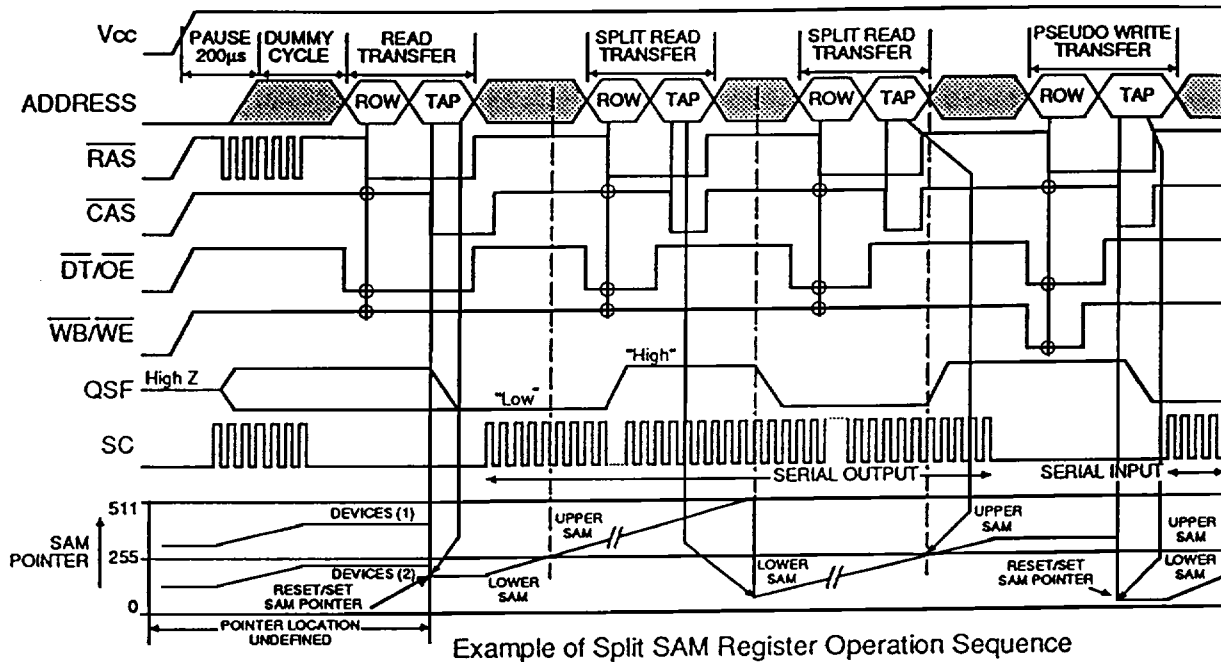 Vcc
PAUSE 200μs
DUMMY CYCLE
READ TRANSFER
SPLIT READ TRANSFER
SPLIT READ TRANSFER
PSEUDO WRITE TRANSFER
ADDRESS
ROW
TAP
ROW
TAP
ROW
TAP
ROW
TAP
RAS
CAS
DT/OE
WB/WE
QSF
High Z
"Low"
"High"
SC
SERIAL OUTPUT
SERIAL INPUT
511
SAM POINTER
255
0
DEVICES (1)
DEVICES (2)
RESET/SET SAM POINTER
LOWER SAM
UPPER SAM
LOWER SAM
UPPER SAM
RESET/SET SAM POINTER
UPPER SAM
LOWER SAM
POINTER LOCATION UNDEFINED
Example of Split SAM Register Operation Sequence